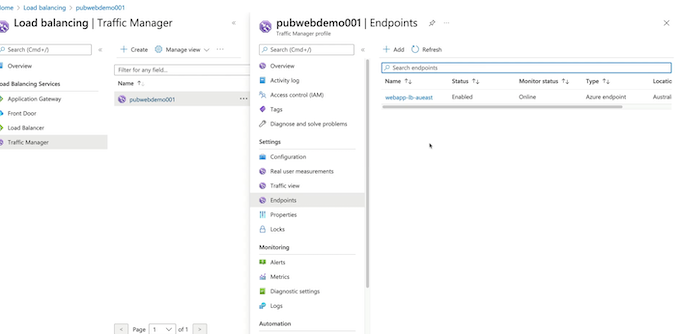 Home > Load balancing > pubwebdemo001
Load balancing | Traffic Manager
Search (Cmd+/)
Overview
Load Balancing Services
Application Gateway
Front Door
Load Balancer
Traffic Manager
Create
Manage view
Filter for any field...
Name
pubwebdemo001
Page 1 of 1
pubwebdemo001 | Endpoints
Traffic Manager profile
Search (Cmd+/)
Overview
Activity log
Access control (IAM)
Tags
Diagnose and solve problems
Settings
Configuration
Real user measurements
Traffic view
Endpoints
Properties
Locks
Monitoring
Alerts
Metrics
Diagnostic settings
Logs
Automation
Add Refresh
Search endpoints
Name Status Monitor status Type Locatio
webapp-lb-aueast Enabled Online Azure endpoint Austral